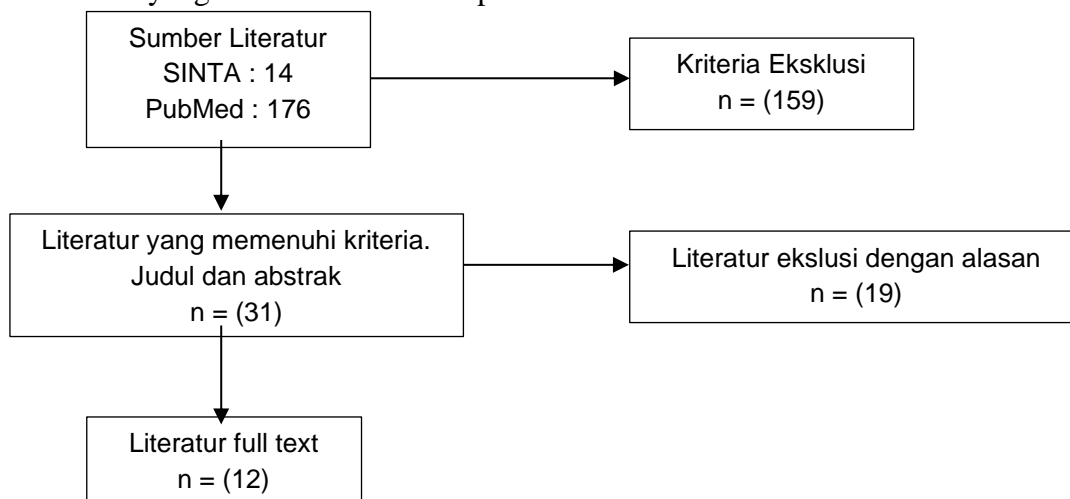 yang
Sumber Literatur
SINTA : 14
PubMed : 176
Kriteria Eksklusi
n = (159)
Literatur yang memenuhi kriteria.
Judul dan abstrak
n = (31)
Literatur ekslusi dengan alasan
n = (19)
Literatur full text
n = (12)